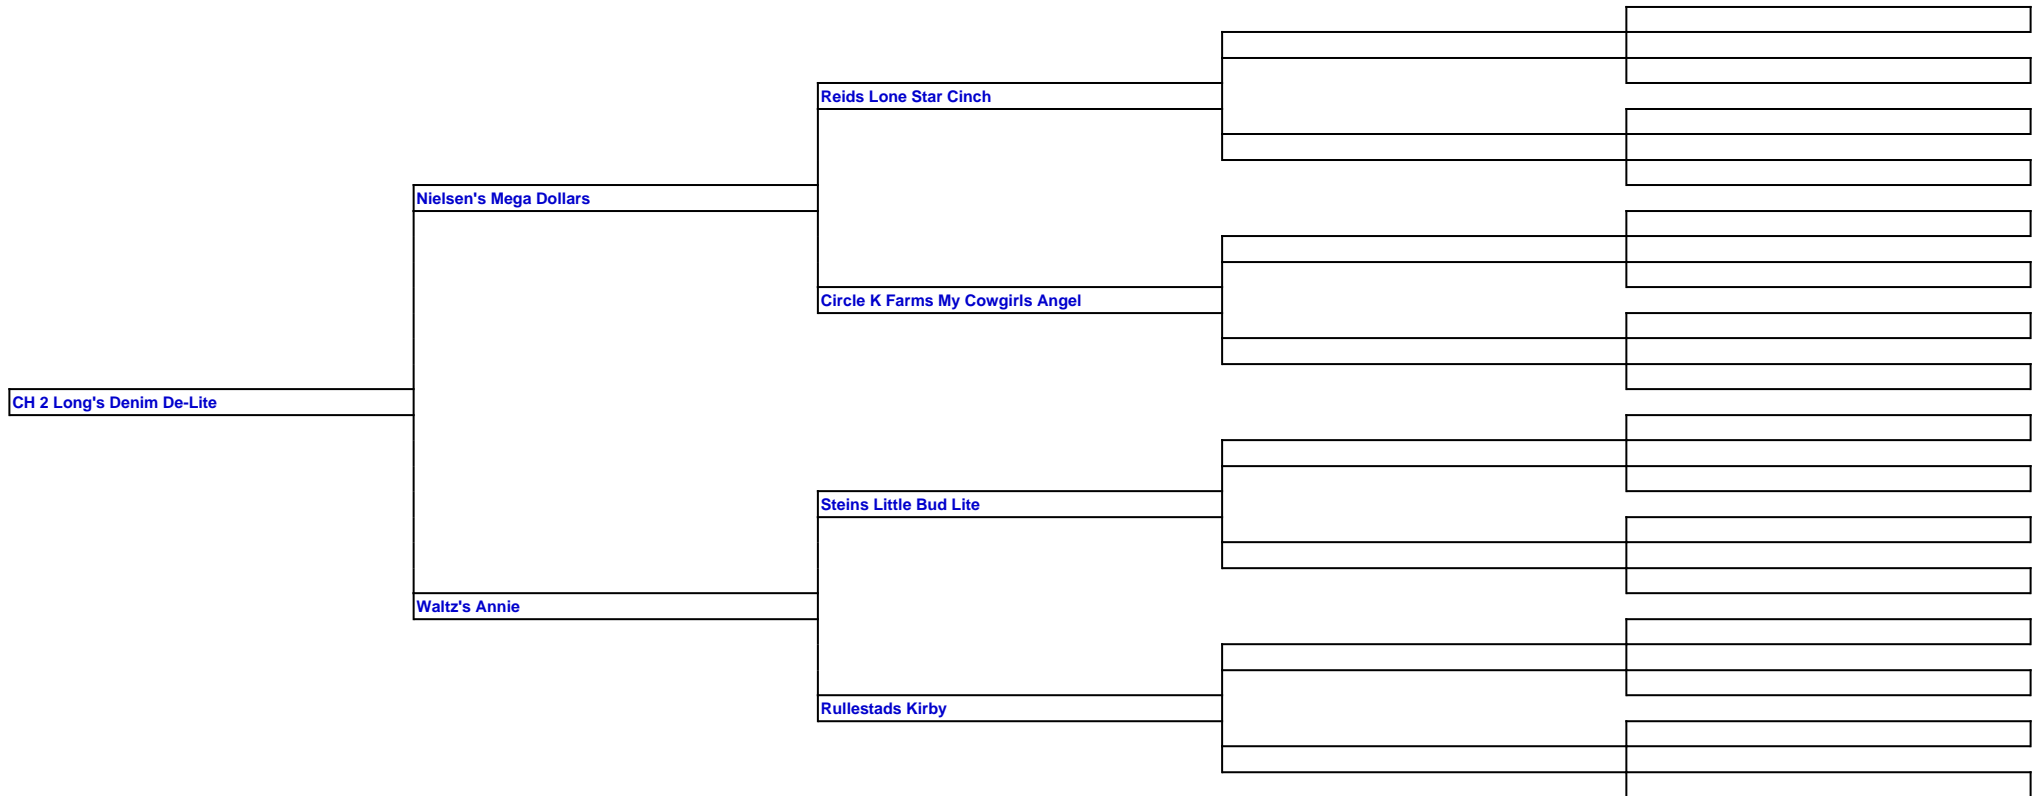 Reids Lone Star Cinch
Nielsen's Mega Dollars
Circle K Farms My Cowgirls Angel
CH 2 Long's Denim De-Lite
Steins Little Bud Lite
Waltz's Annie
Rullestads Kirby